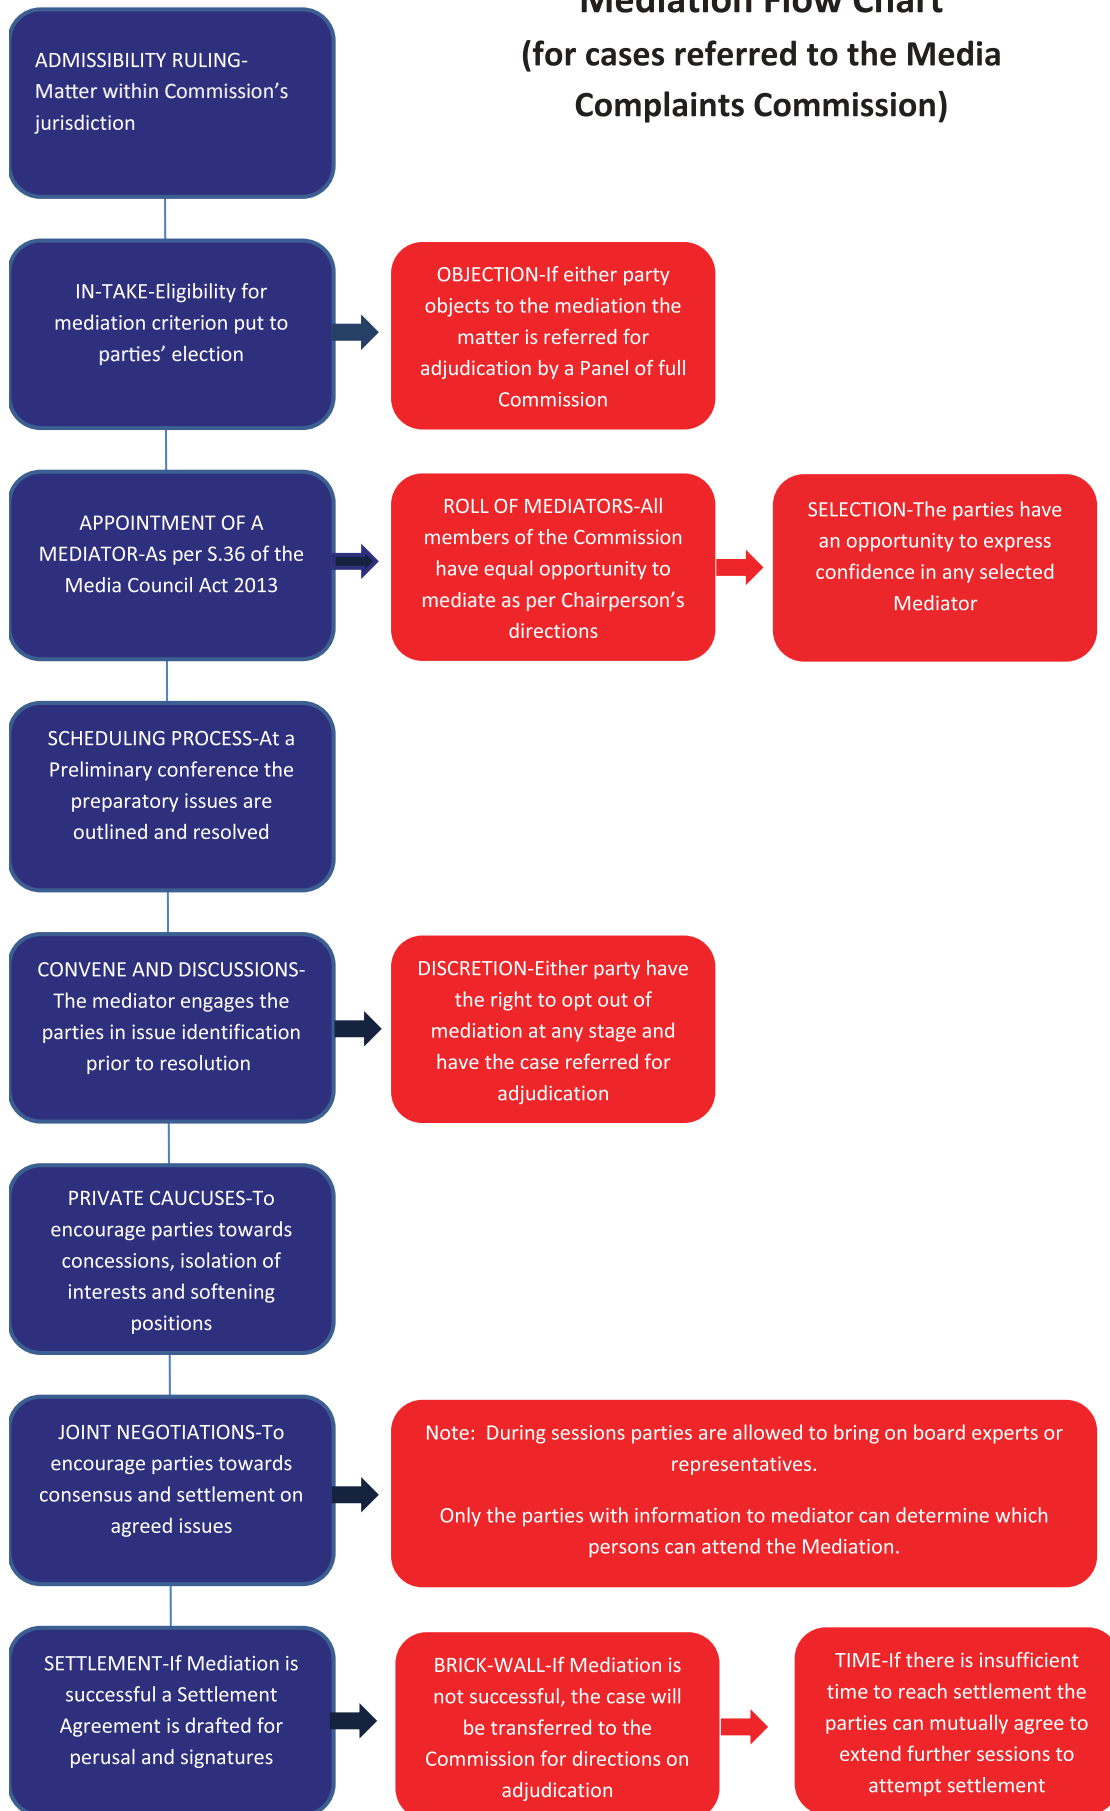 Mediation Flow Chart
(for cases referred to the Media
Complaints Commission)
ADMISSIBILITY RULING-
Matter within Commission's
jurisdiction
IN-TAKE-Eligibility for
mediation criterion put to
parties' election
OBJECTION-If either party
objects to the mediation the
matter is referred for
adjudication by a Panel of full
Commission
APPOINTMENT OF A
MEDIATOR-As per S.36 of the
Media Council Act 2013
ROLL OF MEDIATORS-All
members of the Commission
have equal opportunity to
mediate as per Chairperson's
directions
SELECTION-The parties have
an opportunity to express
confidence in any selected
Mediator
SCHEDULING PROCESS-At a
Preliminary conference the
preparatory issues are
outlined and resolved
CONVENE AND DISCUSSIONS-
The mediator engages the
parties in issue identification
prior to resolution
DISCRETION-Either party have
the right to opt out of
mediation at any stage and
have the case referred for
adjudication
PRIVATE CAUCUSES-To
encourage parties towards
concessions, isolation of
interests and softening
positions
JOINT NEGOTIATIONS-To
encourage parties towards
consensus and settlement on
agreed issues
Note:  During sessions parties are allowed to bring on board experts or
representatives.
Only the parties with information to mediator can determine which
persons can attend the Mediation.
SETTLEMENT-If Mediation is
successful a Settlement
Agreement is drafted for
perusal and signatures
BRICK-WALL-If Mediation is
not successful, the case will
be transferred to the
Commission for directions on
adjudication
TIME-If there is insufficient
time to reach settlement the
parties can mutually agree to
extend further sessions to
attempt settlement